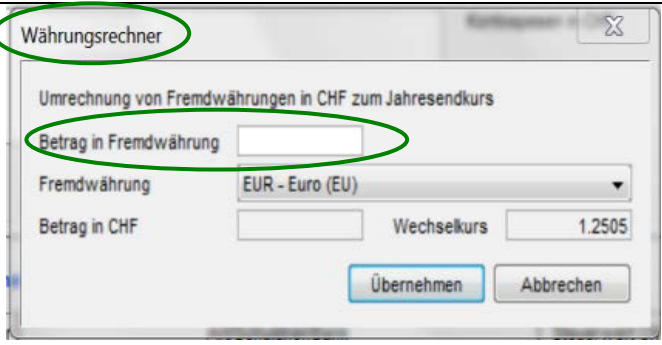 Währungsrechner
Umrechnung von Fremdwährungen in CHF zum Jahresendkurs
Betrag in Fremdwährung
Fremdwährung EUR - Euro (EU)
Betrag in CHF Wechselkurs 1.2505
Übernehmen Abbrechen